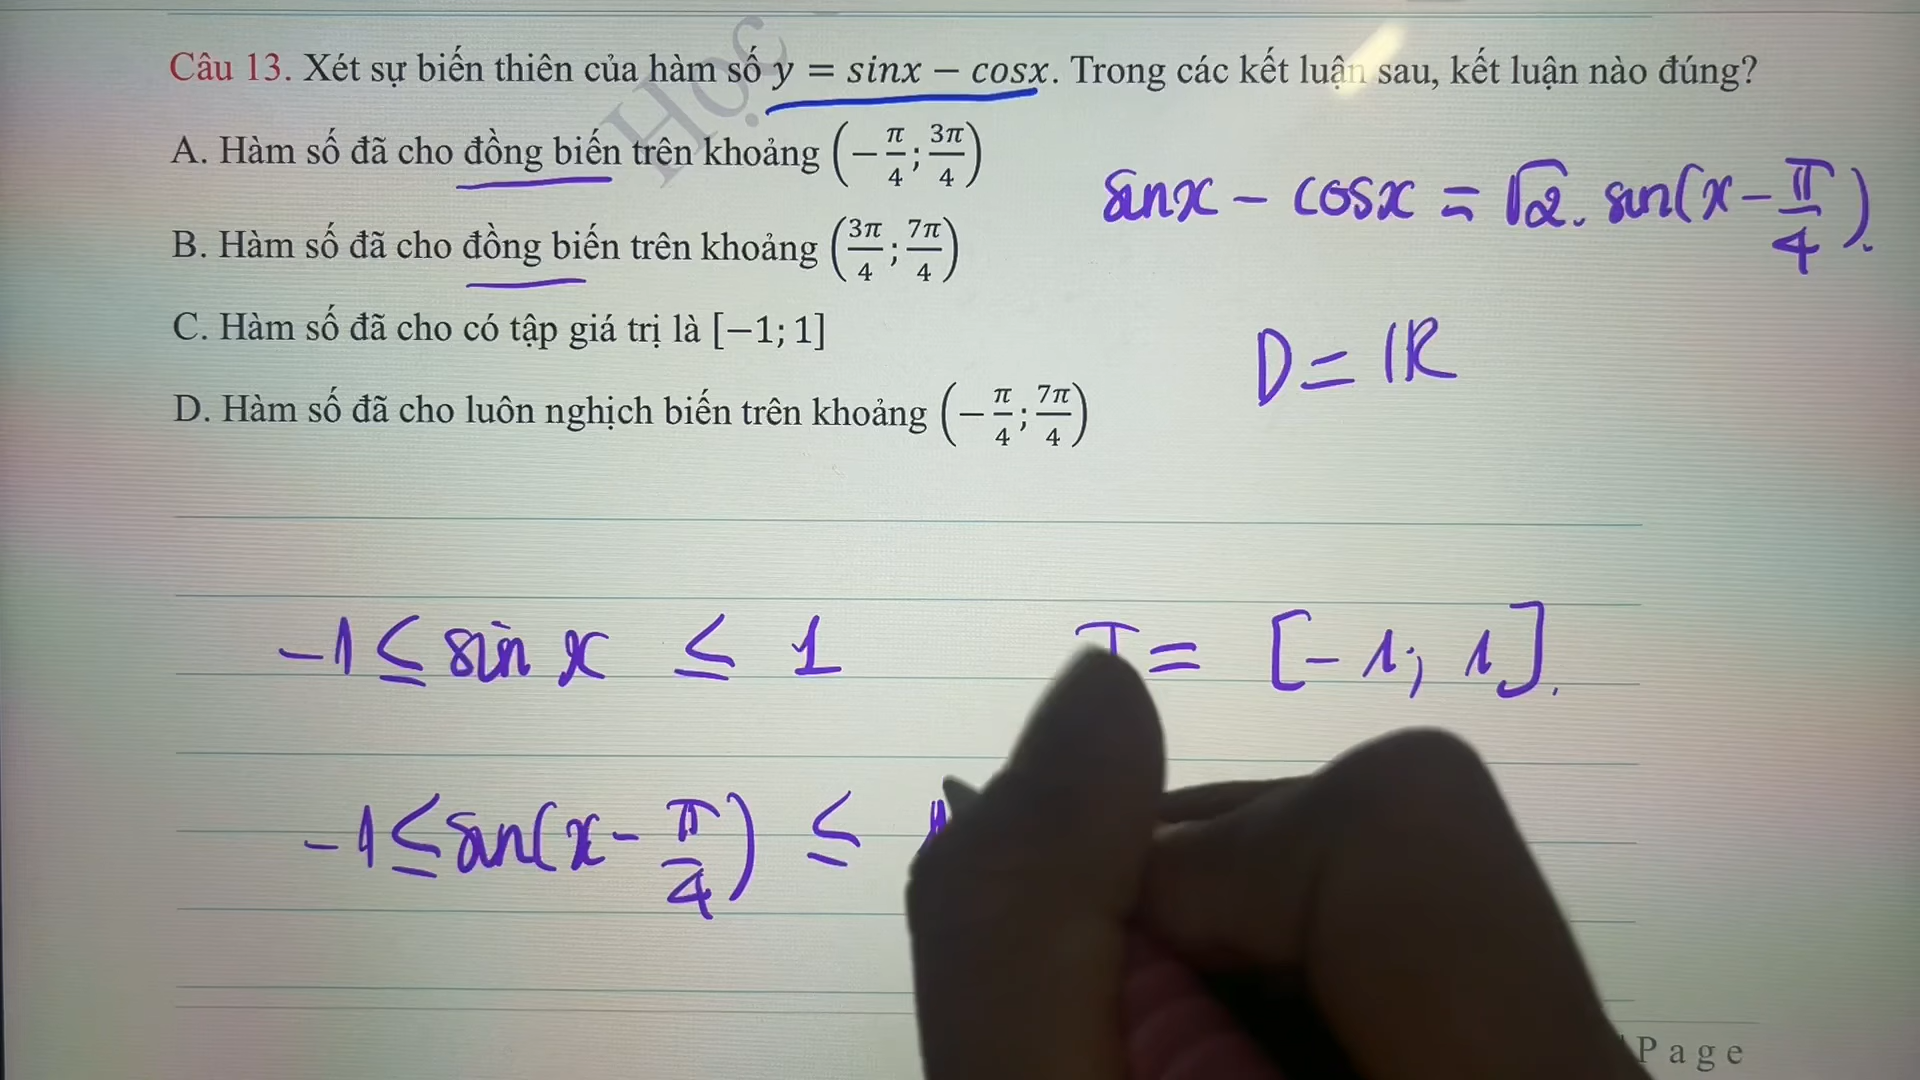 Học
Câu 13. Xét sự biến thiên của hàm số y = sinx − cosx. Trong các kết luận sau, kết luận nào đúng?
A. Hàm số đã cho đồng biến trên khoảng (−π/4; 3π/4)
sinx − cosx = √2. sin(x − π/4).
B. Hàm số đã cho đồng biến trên khoảng (3π/4; 7π/4)
C. Hàm số đã cho có tập giá trị là [−1; 1]
D = ℝ
D. Hàm số đã cho luôn nghịch biến trên khoảng (−π/4; 7π/4)
−1 ≤ sin x ≤ 1 T = [−1; 1].
−1 ≤ sin(x − π/4) ≤
Page